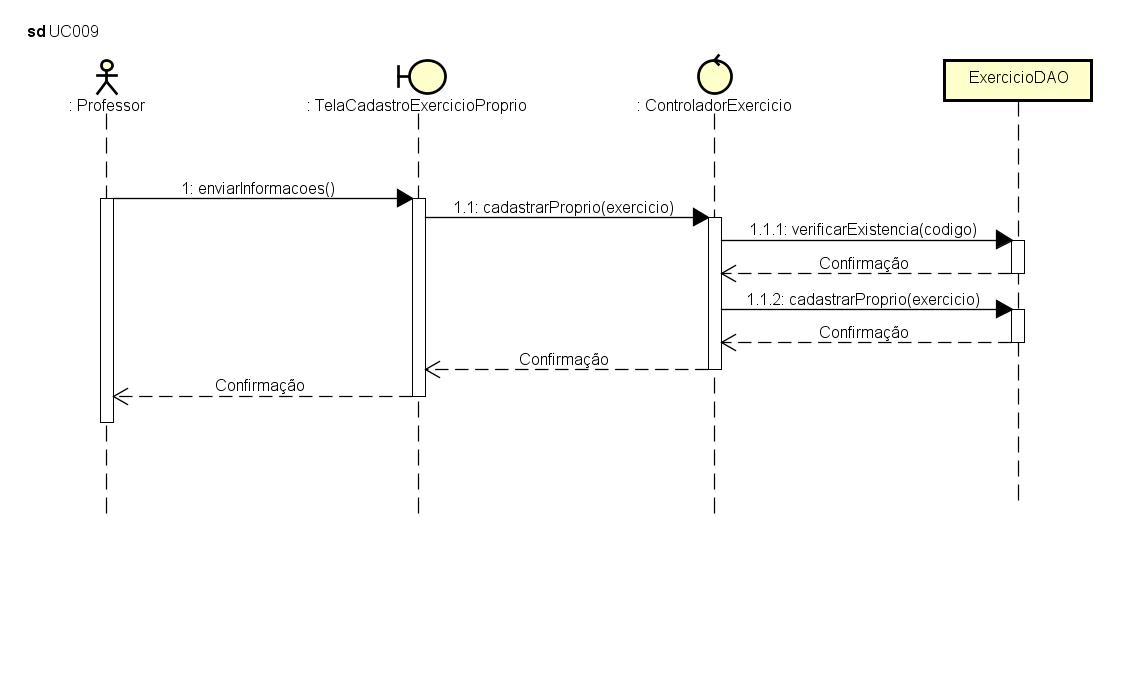 sd UC009
: Professor
: TelaCadastroExercicioProprio
: ControladorExercicio
ExercicioDAO
1: enviarInformacoes()
1.1: cadastrarProprio(exercicio)
1.1.1: verificarExistencia(codigo)
Confirmação
1.1.2: cadastrarProprio(exercicio)
Confirmação
Confirmação
Confirmação